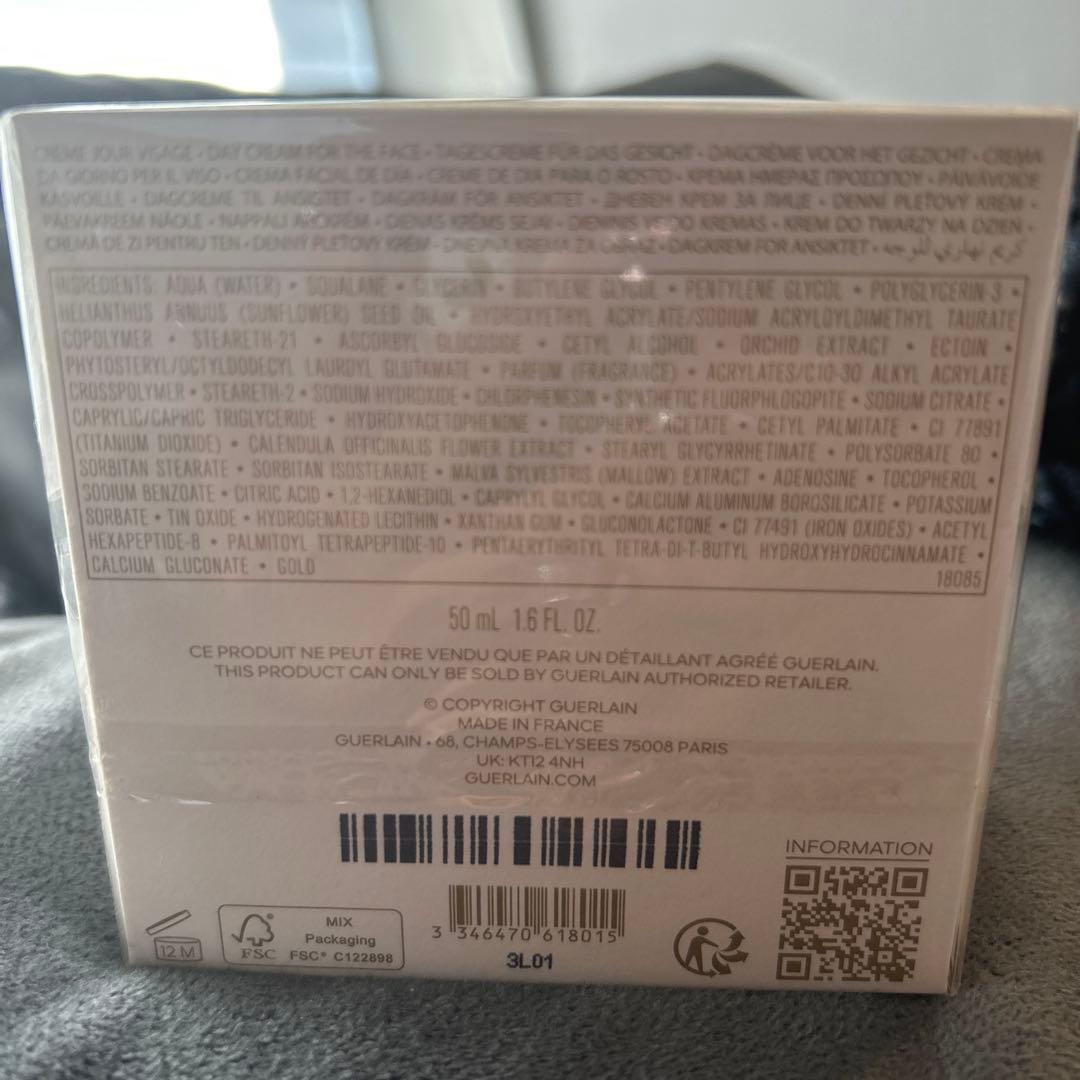 CRÈME JOUR VISAGE • DAY CREAM FOR THE FACE • TAGESCREME FÜR DAS GESICHT • DAGCRÈME VOOR HET GEZICHT • CREMA
DA GIORNO PER IL VISO • CREMA FACIAL DE DÍA • CREME DE DIA PARA O ROSTO • ΚΡΕΜΑ ΗΜΕΡΑΣ ΠΡΟΣΩΠΟΥ • PÄIVÄVOIDE
KASVOILLE • DAGCREME TIL ANSIGTET • DAGKRÄM FÖR ANSIKTET • ДНЕВЕН КРЕМ ЗА ЛИЦЕ • DENNÍ PLEŤOVÝ KRÉM •
PÄEVAKREEM NÄOLE • NAPPALI ARCKRÉM • DIENAS KRĒMS SEJAI • DIENINIS VEIDO KREMAS • KREM DO TWARZY NA DZIEŃ •
CREMĂ DE ZI PENTRU TEN • DENNÝ PLEŤOVÝ KRÉM • DNEVNA KREMA ZA OBRAZ • DAGKREM FOR ANSIKTET • كريم نهاري للوجه
INGREDIENTS: AQUA (WATER) • SQUALANE • GLYCERIN • BUTYLENE GLYCOL • PENTYLENE GLYCOL • POLYGLYCERIN-3 •
HELIANTHUS ANNUUS (SUNFLOWER) SEED OIL • HYDROXYETHYL ACRYLATE/SODIUM ACRYLOYLDIMETHYL TAURATE
COPOLYMER • STEARETH-21 • ASCORBYL GLUCOSIDE • CETYL ALCOHOL • ORCHID EXTRACT • ECTOIN •
PHYTOSTERYL/OCTYLDODECYL LAUROYL GLUTAMATE • PARFUM (FRAGRANCE) • ACRYLATES/C10-30 ALKYL ACRYLATE
CROSSPOLYMER • STEARETH-2 • SODIUM HYDROXIDE • CHLORPHENESIN • SYNTHETIC FLUORPHLOGOPITE • SODIUM CITRATE •
CAPRYLIC/CAPRIC TRIGLYCERIDE • HYDROXYACETOPHENONE • TOCOPHERYL ACETATE • CETYL PALMITATE • CI 77891
(TITANIUM DIOXIDE) • CALENDULA OFFICINALIS FLOWER EXTRACT • STEARYL GLYCYRRHETINATE • POLYSORBATE 80 •
SORBITAN STEARATE • SORBITAN ISOSTEARATE • MALVA SYLVESTRIS (MALLOW) EXTRACT • ADENOSINE • TOCOPHEROL •
SODIUM BENZOATE • CITRIC ACID • 1,2-HEXANEDIOL • CAPRYLYL GLYCOL • CALCIUM ALUMINUM BOROSILICATE • POTASSIUM
SORBATE • TIN OXIDE • HYDROGENATED LECITHIN • XANTHAN GUM • GLUCONOLACTONE • CI 77491 (IRON OXIDES) • ACETYL
HEXAPEPTIDE-8 • PALMITOYL TETRAPEPTIDE-10 • PENTAERYTHRITYL TETRA-DI-T-BUTYL HYDROXYHYDROCINNAMATE •
CALCIUM GLUCONATE • GOLD
18085
50 mL 1.6 FL. OZ.
CE PRODUIT NE PEUT ÊTRE VENDU QUE PAR UN DÉTAILLANT AGRÉÉ GUERLAIN.
THIS PRODUCT CAN ONLY BE SOLD BY GUERLAIN AUTHORIZED RETAILER.
© COPYRIGHT GUERLAIN
MADE IN FRANCE
GUERLAIN • 68, CHAMPS-ELYSEES 75008 PARIS
UK: KT12 4NH
GUERLAIN.COM
INFORMATION
12 M
FSC
MIX
Packaging
FSC® C122898
3 346470 618015
3L01